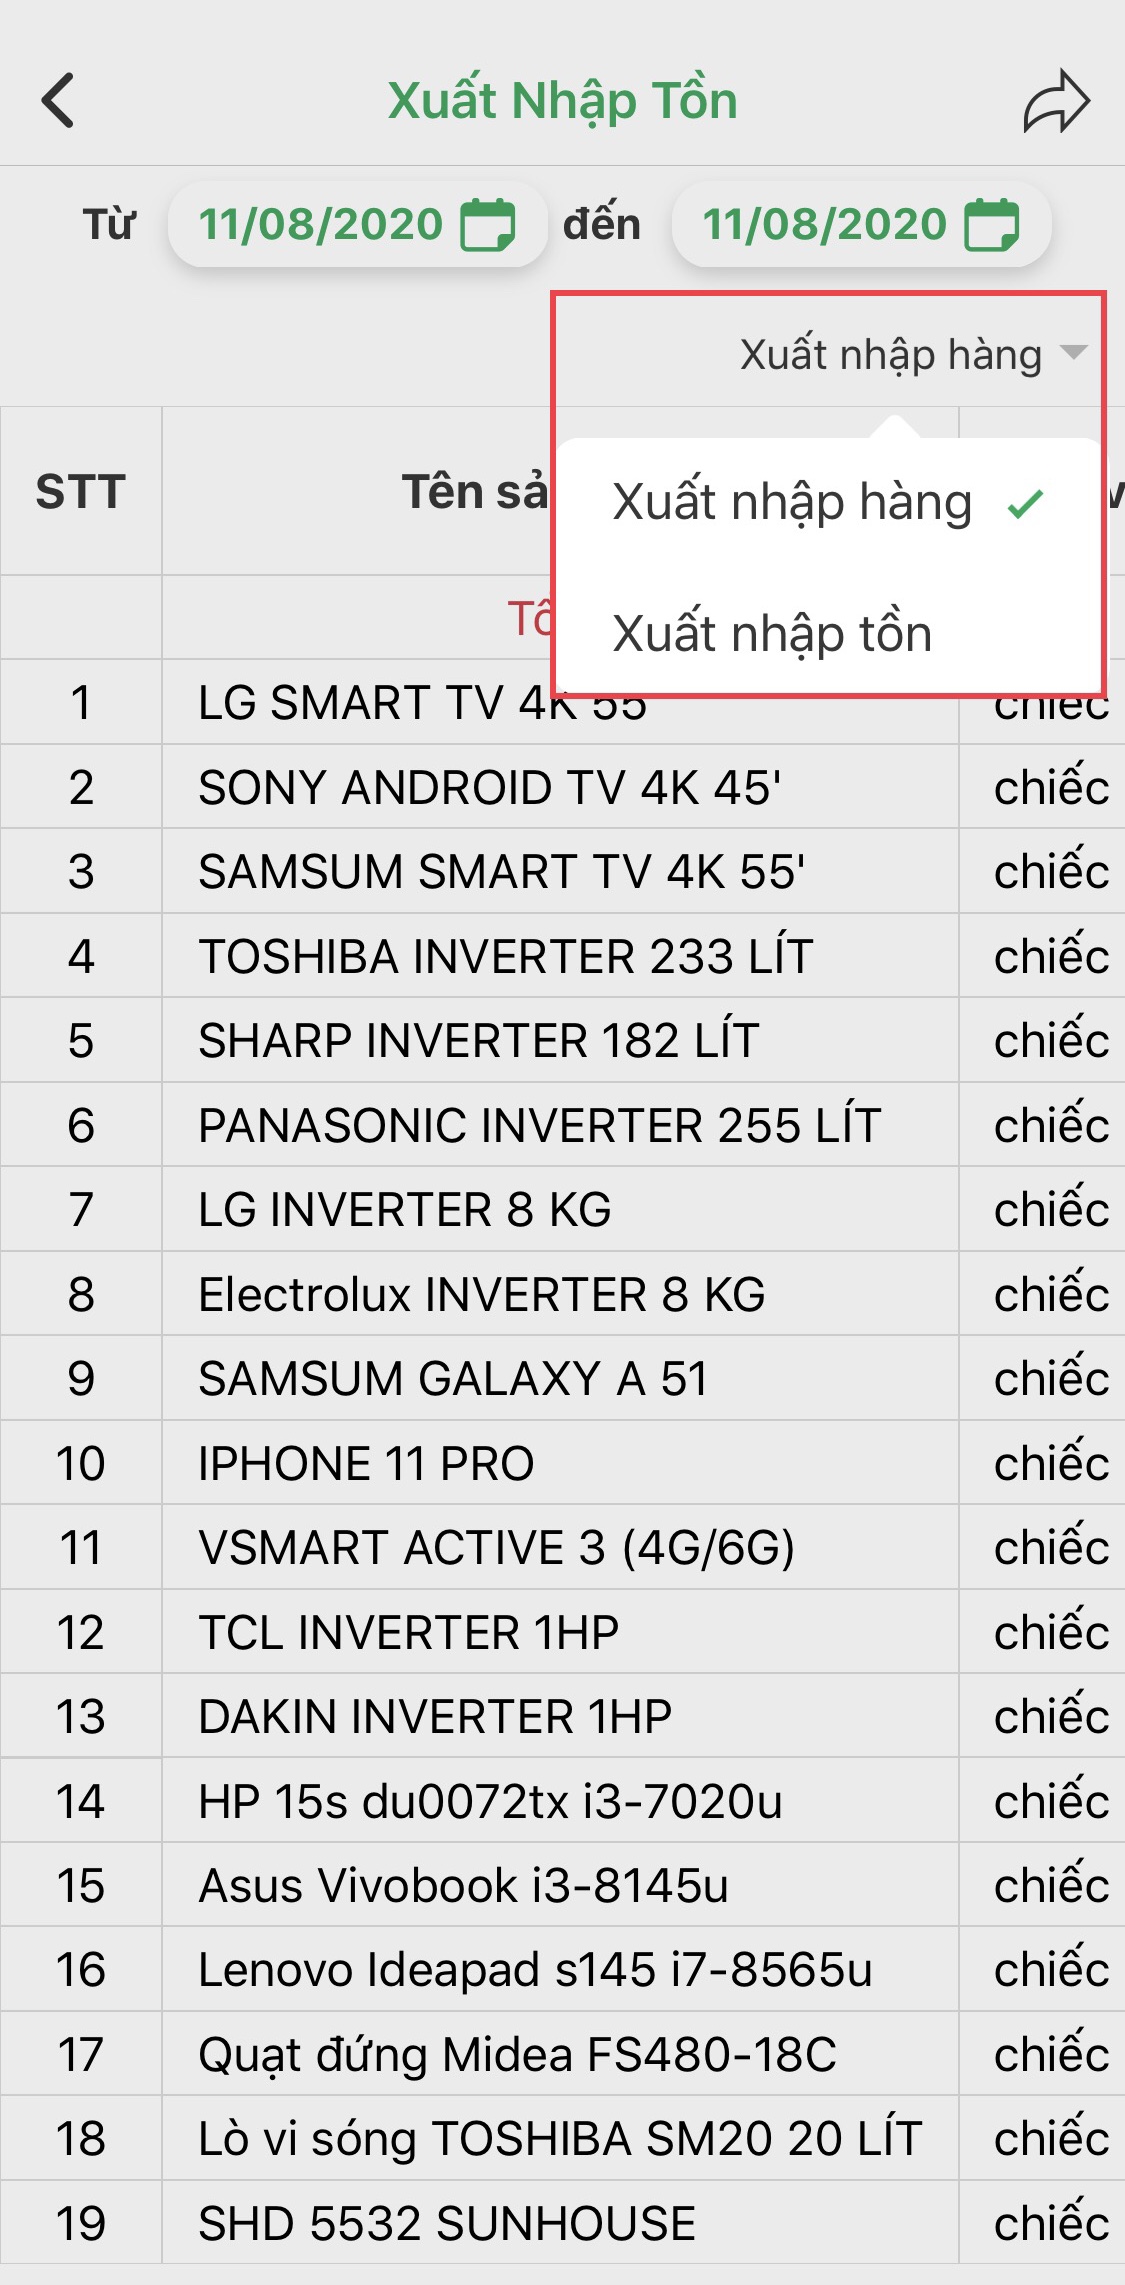 Xuất Nhập Tồn
Từ 11/08/2020 đến 11/08/2020
Xuất nhập hàng
STT Tên
Xuất nhập hàng
Xuất nhập tồn
1 LG SMART TV 4K 55 chiếc
2 SONY ANDROID TV 4K 45' chiếc
3 SAMSUM SMART TV 4K 55' chiếc
4 TOSHIBA INVERTER 233 LÍT chiếc
5 SHARP INVERTER 182 LÍT chiếc
6 PANASONIC INVERTER 255 LÍT chiếc
7 LG INVERTER 8 KG chiếc
8 Electrolux INVERTER 8 KG chiếc
9 SAMSUM GALAXY A 51 chiếc
10 IPHONE 11 PRO chiếc
11 VSMART ACTIVE 3 (4G/6G) chiếc
12 TCL INVERTER 1HP chiếc
13 DAKIN INVERTER 1HP chiếc
14 HP 15s du0072tx i3-7020u chiếc
15 Asus Vivobook i3-8145u chiếc
16 Lenovo Ideapad s145 i7-8565u chiếc
17 Quạt đứng Midea FS480-18C chiếc
18 Lò vi sóng TOSHIBA SM20 20 LÍT chiếc
19 SHD 5532 SUNHOUSE chiếc